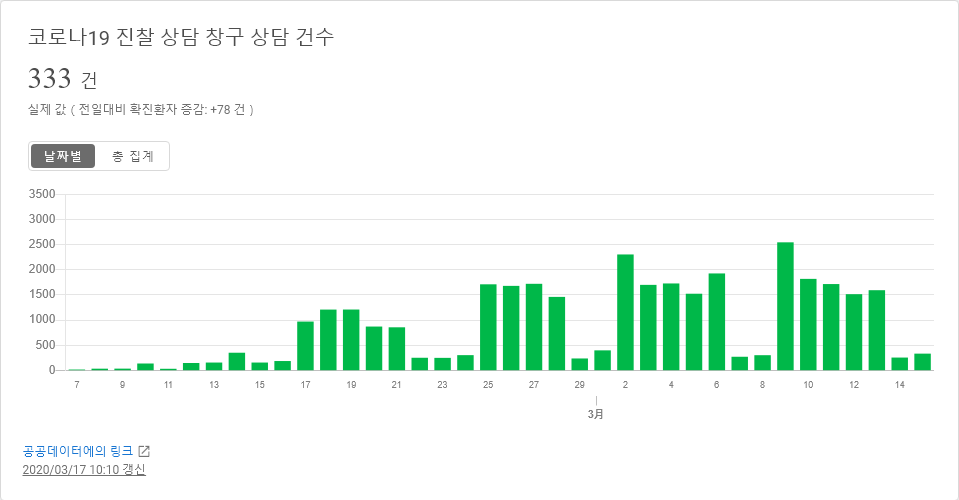 코로나19 진찰 상담 창구 상담 건수
333 건
실제 값 ( 전일대비 확진환자 증감: +78 건 )
날짜별 총 집계
3500
3000
2500
2000
1500
1000
500
0
7 9 11 13 15 17 19 21 23 25 27 29 2 4 6 8 10 12 14
3月
공공데이터에의 링크
2020/03/17 10:10 갱신